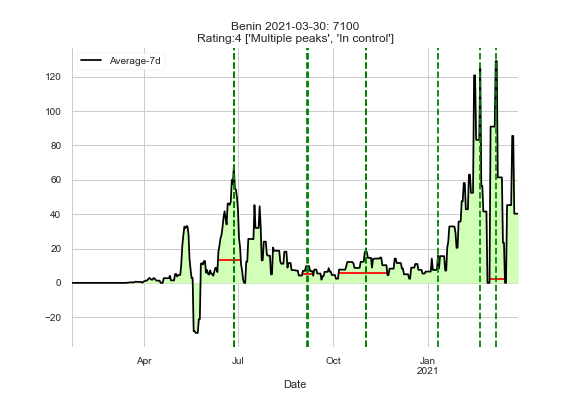 Benin 2021-03-30: 7100
Rating:4 ['Multiple peaks', 'In control']
Average-7d
120
100
80
60
40
20
0
−20
Apr
Jul
Oct
Jan
2021
Date